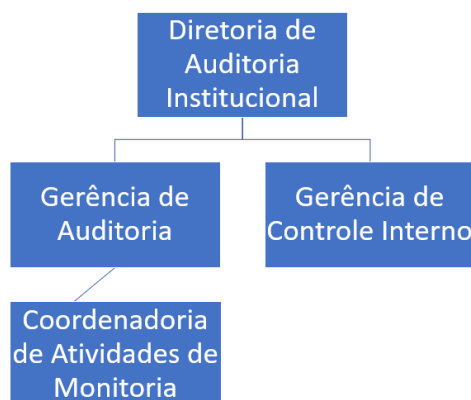 Diretoria de
Auditoria
Institucional
Gerência de
Auditoria
Gerência de
Controle Interno
Coordenadoria
de Atividades de
Monitoria